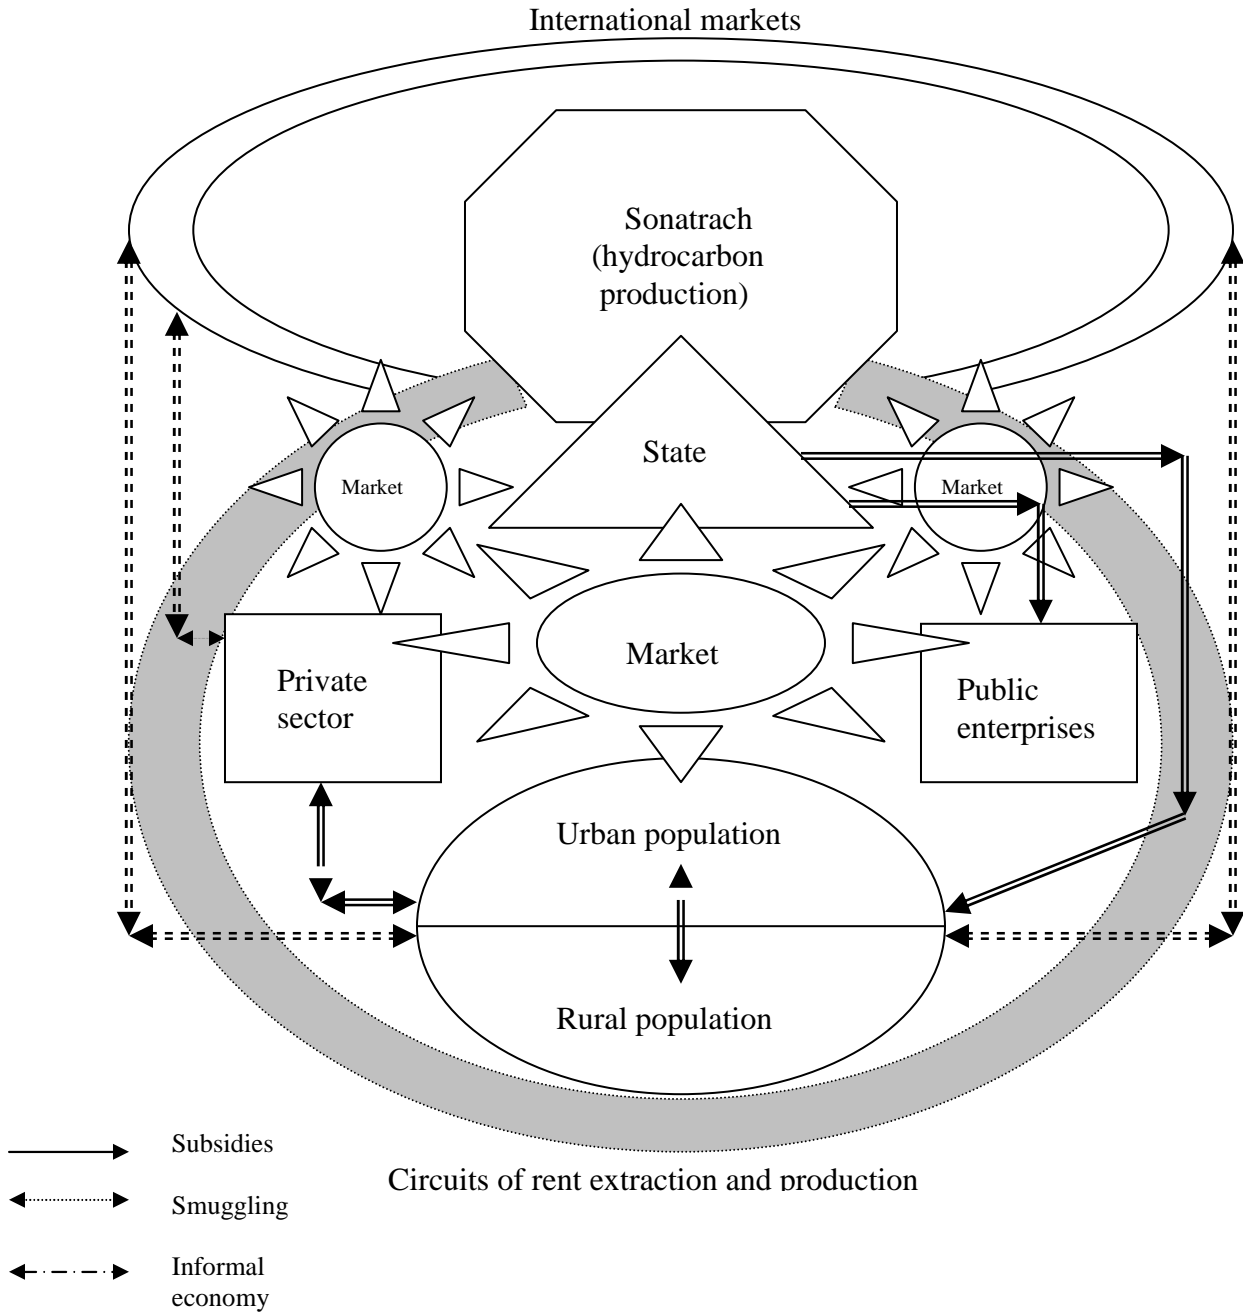 International markets
Sonatrach
(hydrocarbon
production)
State
Market
Market
Market
Private
sector
Public
enterprises
Urban population
Rural population
Subsidies
Circuits of rent extraction and production
Smuggling
Informal
economy